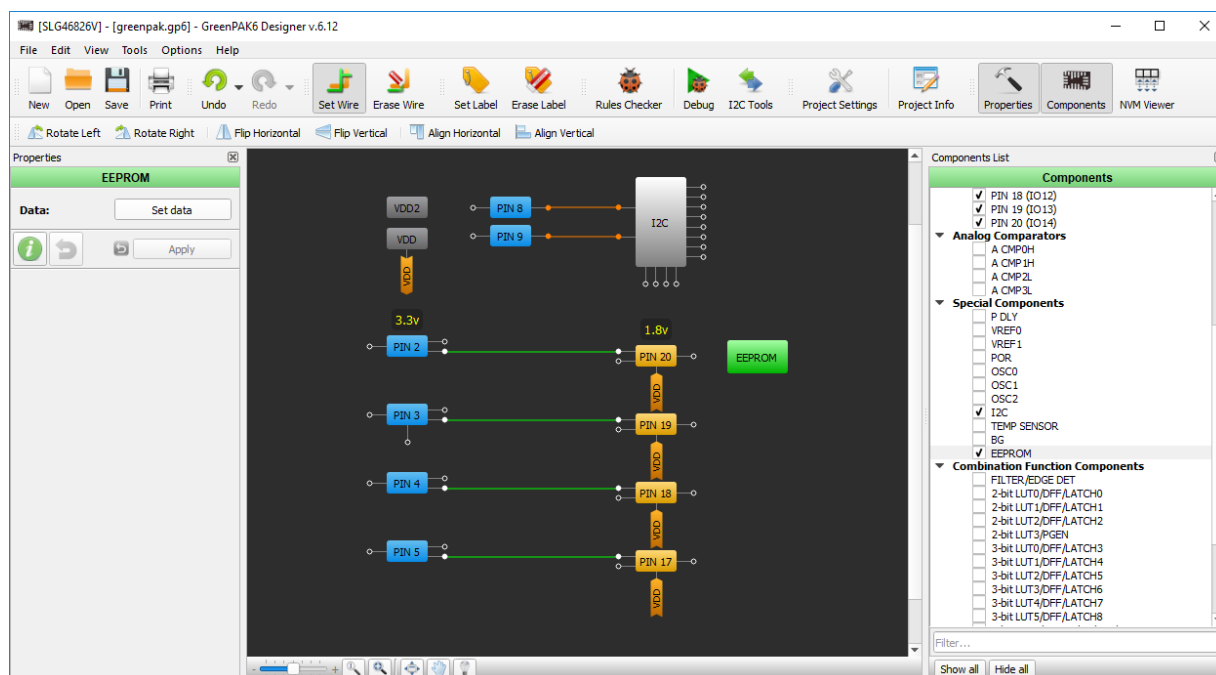 [SLG46826V] - [greenpak.gp6] - GreenPAK6 Designer v.6.12
File Edit View Tools Options Help
New Open Save Print Undo Redo Set Wire Erase Wire Set Label Erase Label Rules Checker Debug I2C Tools Project Settings Project Info Properties Components NVM Viewer
Rotate Left Rotate Right Flip Horizontal Flip Vertical Align Horizontal Align Vertical
Properties
EEPROM
Data: Set data
Apply
VDD2
VDD
VDD
PIN 8
PIN 9
I2C
3.3v
1.8v
PIN 2
PIN 20
EEPROM
VDD
PIN 3
PIN 19
VDD
PIN 4
PIN 18
VDD
PIN 5
PIN 17
VDD
Components List
Components
PIN 18 (IO12)
PIN 19 (IO13)
PIN 20 (IO14)
Analog Comparators
A CMP0H
A CMP1H
A CMP2L
A CMP3L
Special Components
P DLY
VREF0
VREF1
POR
OSC0
OSC1
OSC2
I2C
TEMP SENSOR
BG
EEPROM
Combination Function Components
FILTER/EDGE DET
2-bit LUT0/DFF/LATCH0
2-bit LUT1/DFF/LATCH1
2-bit LUT2/DFF/LATCH2
2-bit LUT3/PGEN
3-bit LUT0/DFF/LATCH3
3-bit LUT1/DFF/LATCH4
3-bit LUT2/DFF/LATCH5
3-bit LUT3/DFF/LATCH6
3-bit LUT4/DFF/LATCH7
3-bit LUT5/DFF/LATCH8
Filter...
Show all Hide all